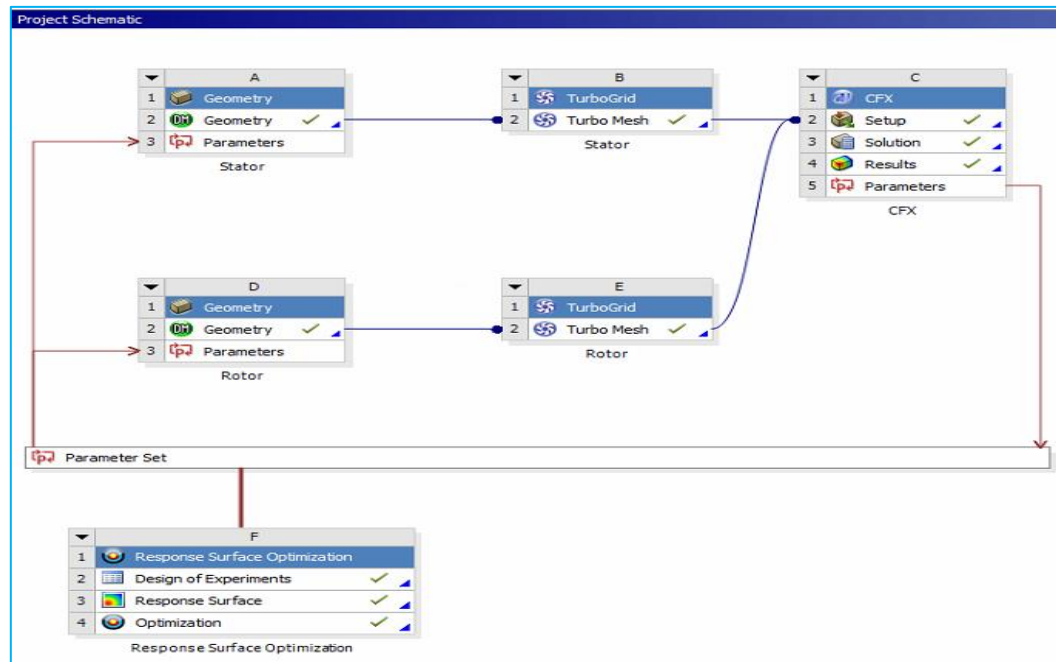 Project Schematic
A
1 Geometry
2 DM Geometry
3 Parameters
Stator
B
1 TurboGrid
2 Turbo Mesh
Stator
C
1 CFX
2 Setup
3 Solution
4 Results
5 Parameters
CFX
D
1 Geometry
2 DM Geometry
3 Parameters
Rotor
E
1 TurboGrid
2 Turbo Mesh
Rotor
Parameter Set
F
1 Response Surface Optimization
2 Design of Experiments
3 Response Surface
4 Optimization
Response Surface Optimization